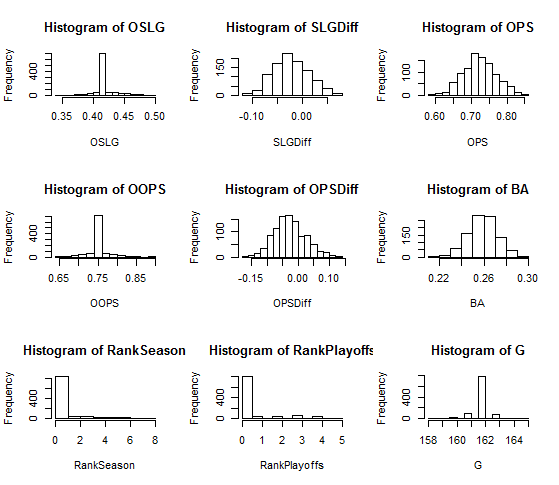 Histogram of OSLG
Frequency
0 400
0.35 0.40 0.45 0.50
OSLG
Histogram of SLGDiff
Frequency
0 150
-0.10 0.00
SLGDiff
Histogram of OPS
Frequency
0 100
0.60 0.70 0.80
OPS
Histogram of OOPS
Frequency
0 400
0.65 0.75 0.85
OOPS
Histogram of OPSDiff
Frequency
0 100
-0.15 0.00 0.10
OPSDiff
Histogram of BA
Frequency
0 150
0.22 0.26 0.30
BA
Histogram of RankSeason
Frequency
0 400
0 2 4 6 8
RankSeason
Histogram of RankPlayoffs
Frequency
0 400
0 1 2 3 4 5
RankPlayoffs
Histogram of G
Frequency
0 400
158 160 162 164
G